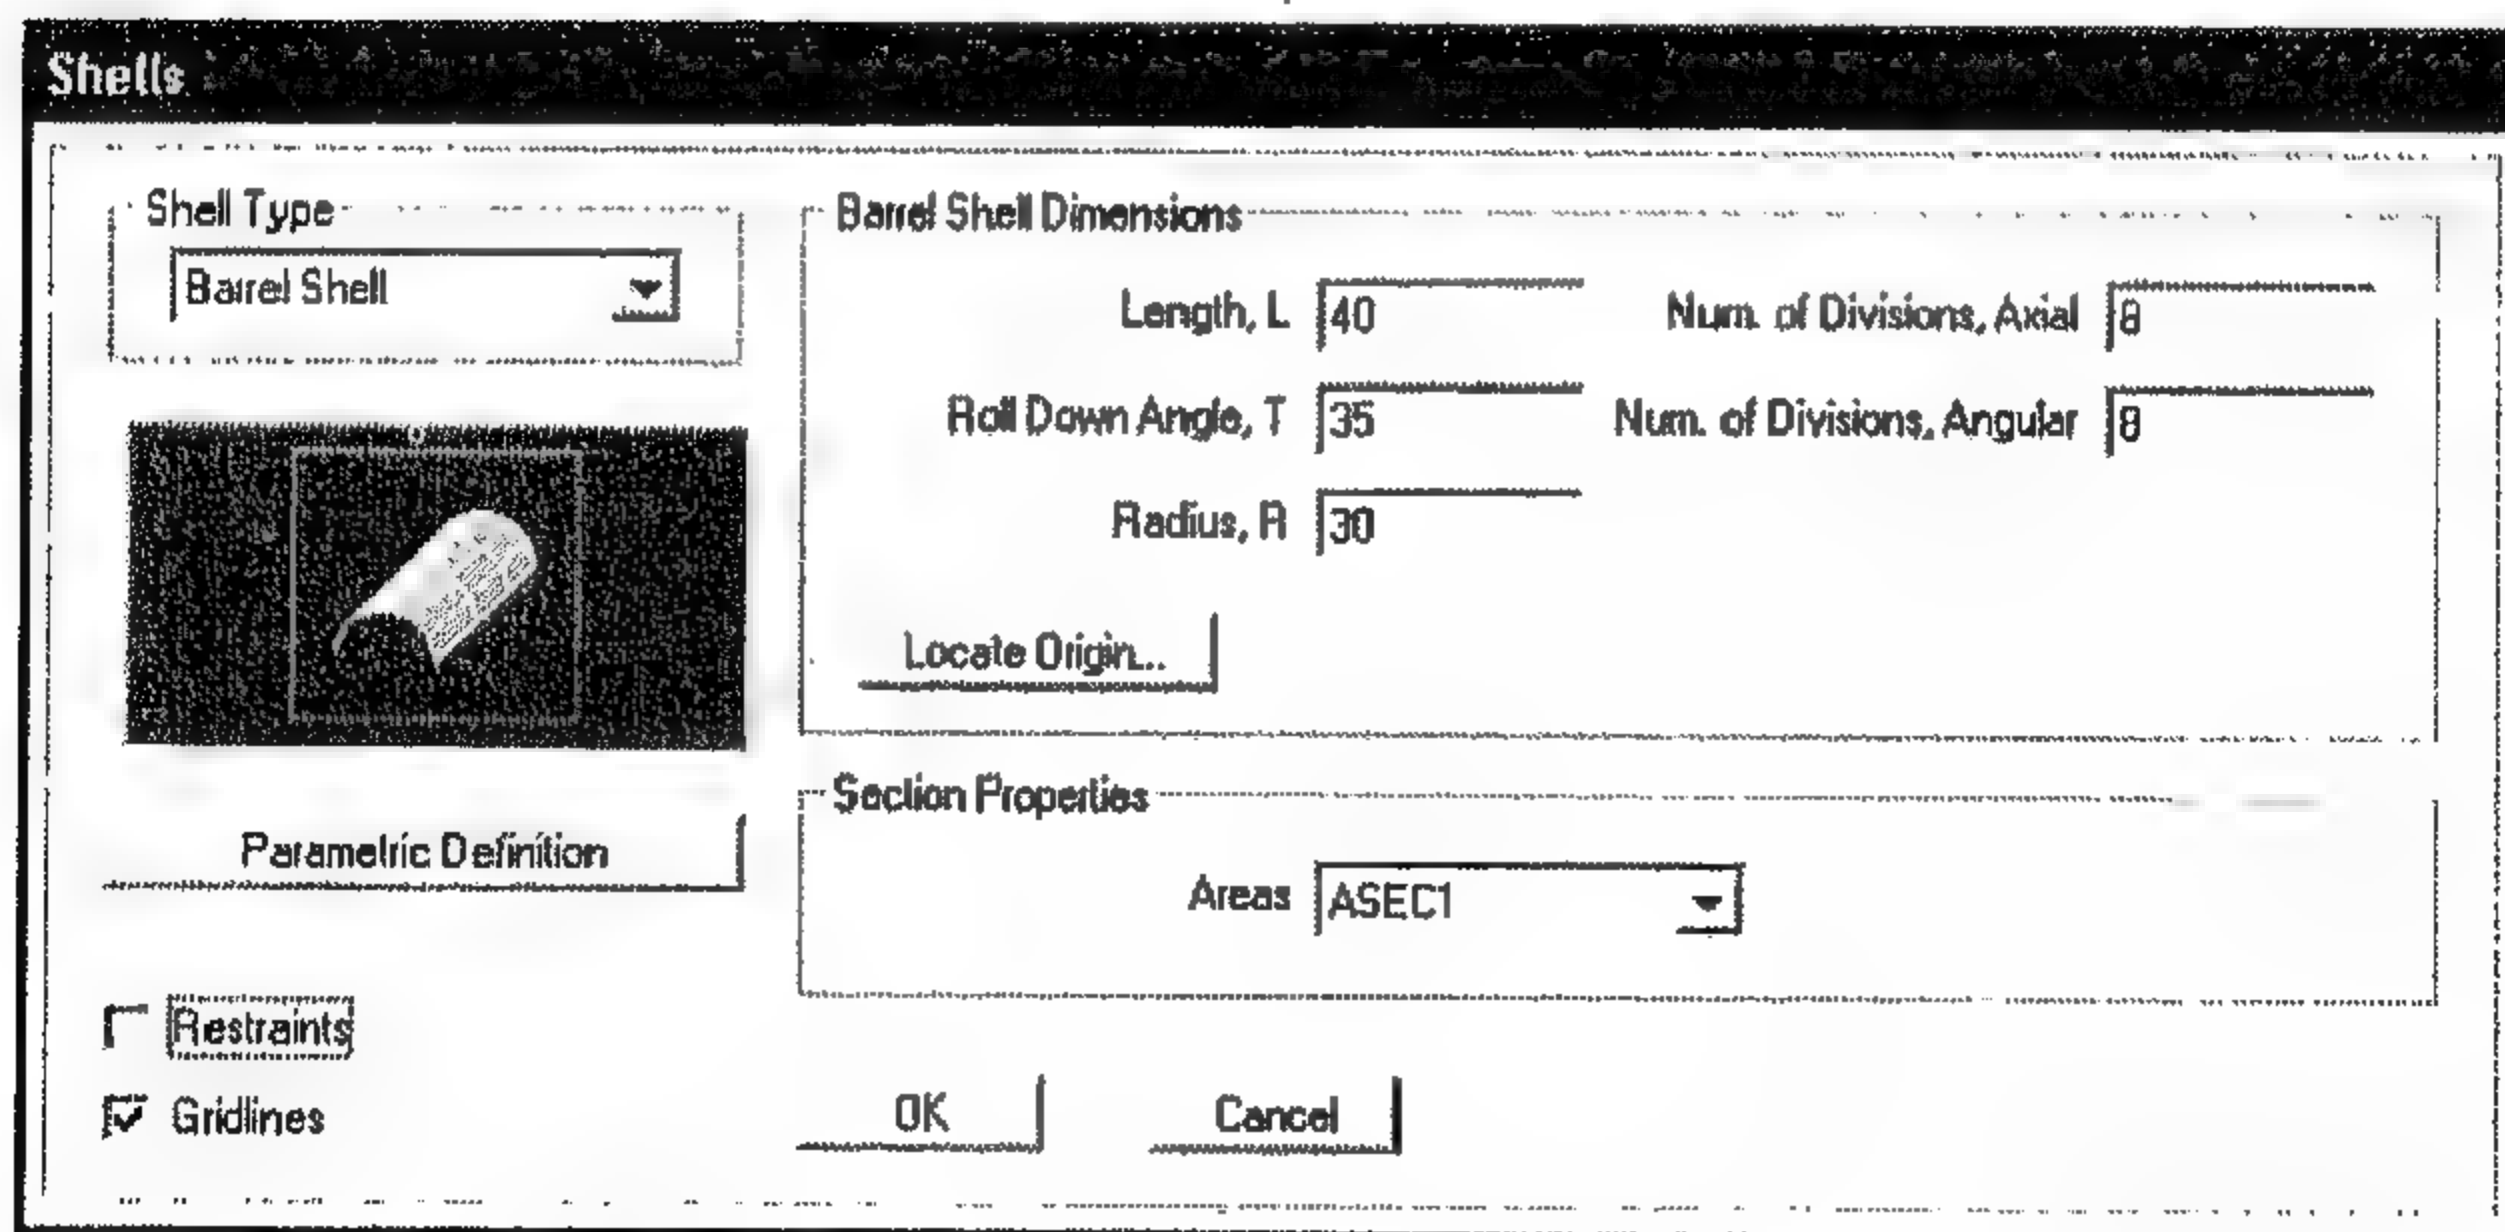 Shells
Shell Type
Barrel Shell
Barrel Shell Dimensions
Length, L 40
Num. of Divisions, Axial 8
Roll Down Angle, T 35
Num. of Divisions, Angular 8
Radius, R 30
Locate Origin...
Parametric Definition
Section Properties
Areas ASEC1
Restraints
Gridlines
OK
Cancel